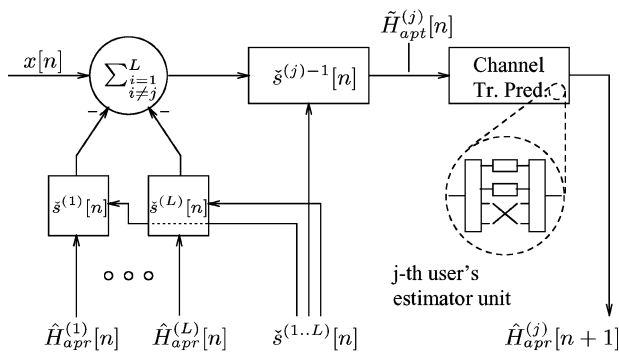 x[n]
∑_{i=1, i≠j}^{L}
š^{(j)-1}[n]
H̃_{apt}^{(j)}[n]
Channel
Tr. Pred.
− −
š^{(1)}[n]
š^{(L)}[n]
j-th user's
estimator unit
Ĥ_{apr}^{(1)}[n]
Ĥ_{apr}^{(L)}[n]
š^{(1..L)}[n]
Ĥ_{apr}^{(j)}[n+1]